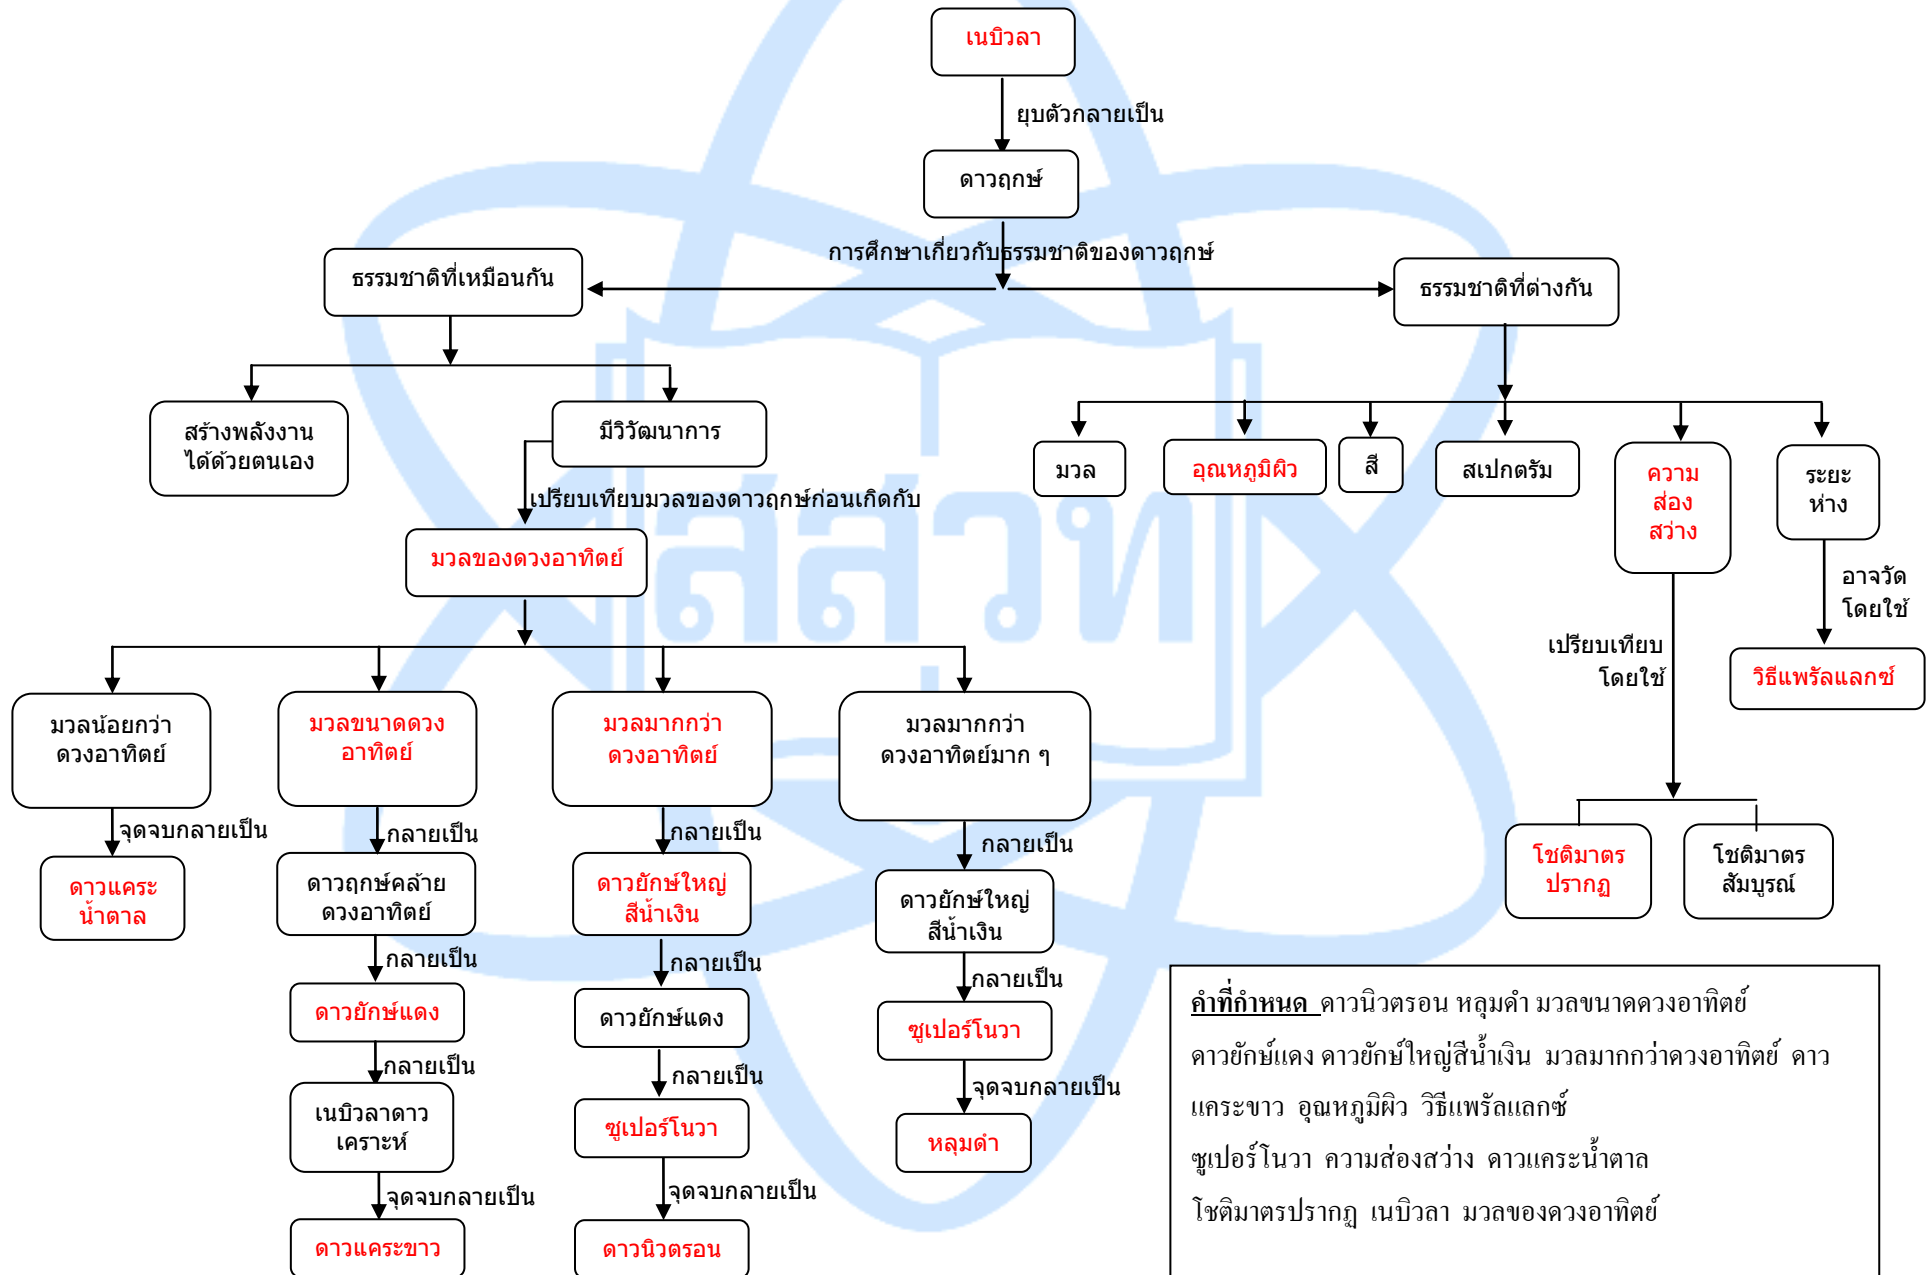 เนบิวลา
ยุบตัวกลายเป็น
ดาวฤกษ์
การศึกษาเกี่ยวกับธรรมชาติของดาวฤกษ์
ธรรมชาติที่เหมือนกัน
ธรรมชาติที่ต่างกัน
สร้างพลังงาน
ได้ด้วยตนเอง
มีวิวัฒนาการ
เปรียบเทียบมวลของดาวฤกษ์ก่อนเกิดกับ
มวลของดวงอาทิตย์
มวล
อุณหภูมิผิว
สี
สเปกตรัม
ความ
ส่อง
สว่าง
ระยะ
ห่าง
อาจวัด
โดยใช้
วิธีแพรัลแลกซ์
เปรียบเทียบ
โดยใช้
โชติมาตร
ปรากฏ
โชติมาตร
สัมบูรณ์
มวลน้อยกว่า
ดวงอาทิตย์
จุดจบกลายเป็น
ดาวแคระ
น้ำตาล
มวลขนาดดวง
อาทิตย์
กลายเป็น
ดาวฤกษ์คล้าย
ดวงอาทิตย์
กลายเป็น
ดาวยักษ์แดง
กลายเป็น
เนบิวลาดาว
เคราะห์
จุดจบกลายเป็น
ดาวแคระขาว
มวลมากกว่า
ดวงอาทิตย์
กลายเป็น
ดาวยักษ์ใหญ่
สีน้ำเงิน
กลายเป็น
ดาวยักษ์แดง
กลายเป็น
ซูเปอร์โนวา
จุดจบกลายเป็น
ดาวนิวตรอน
มวลมากกว่า
ดวงอาทิตย์มาก ๆ
กลายเป็น
ดาวยักษ์ใหญ่
สีน้ำเงิน
กลายเป็น
ซูเปอร์โนวา
จุดจบกลายเป็น
หลุมดำ
คำที่กำหนด ดาวนิวตรอน หลุมดำ มวลขนาดดวงอาทิตย์
ดาวยักษ์แดง ดาวยักษ์ใหญ่สีน้ำเงิน มวลมากกว่าดวงอาทิตย์ ดาว
แคระขาว อุณหภูมิผิว วิธีแพรัลแลกซ์
ซูเปอร์โนวา ความส่องสว่าง ดาวแคระน้ำตาล
โชติมาตรปรากฏ เนบิวลา มวลของดวงอาทิตย์
สสวท